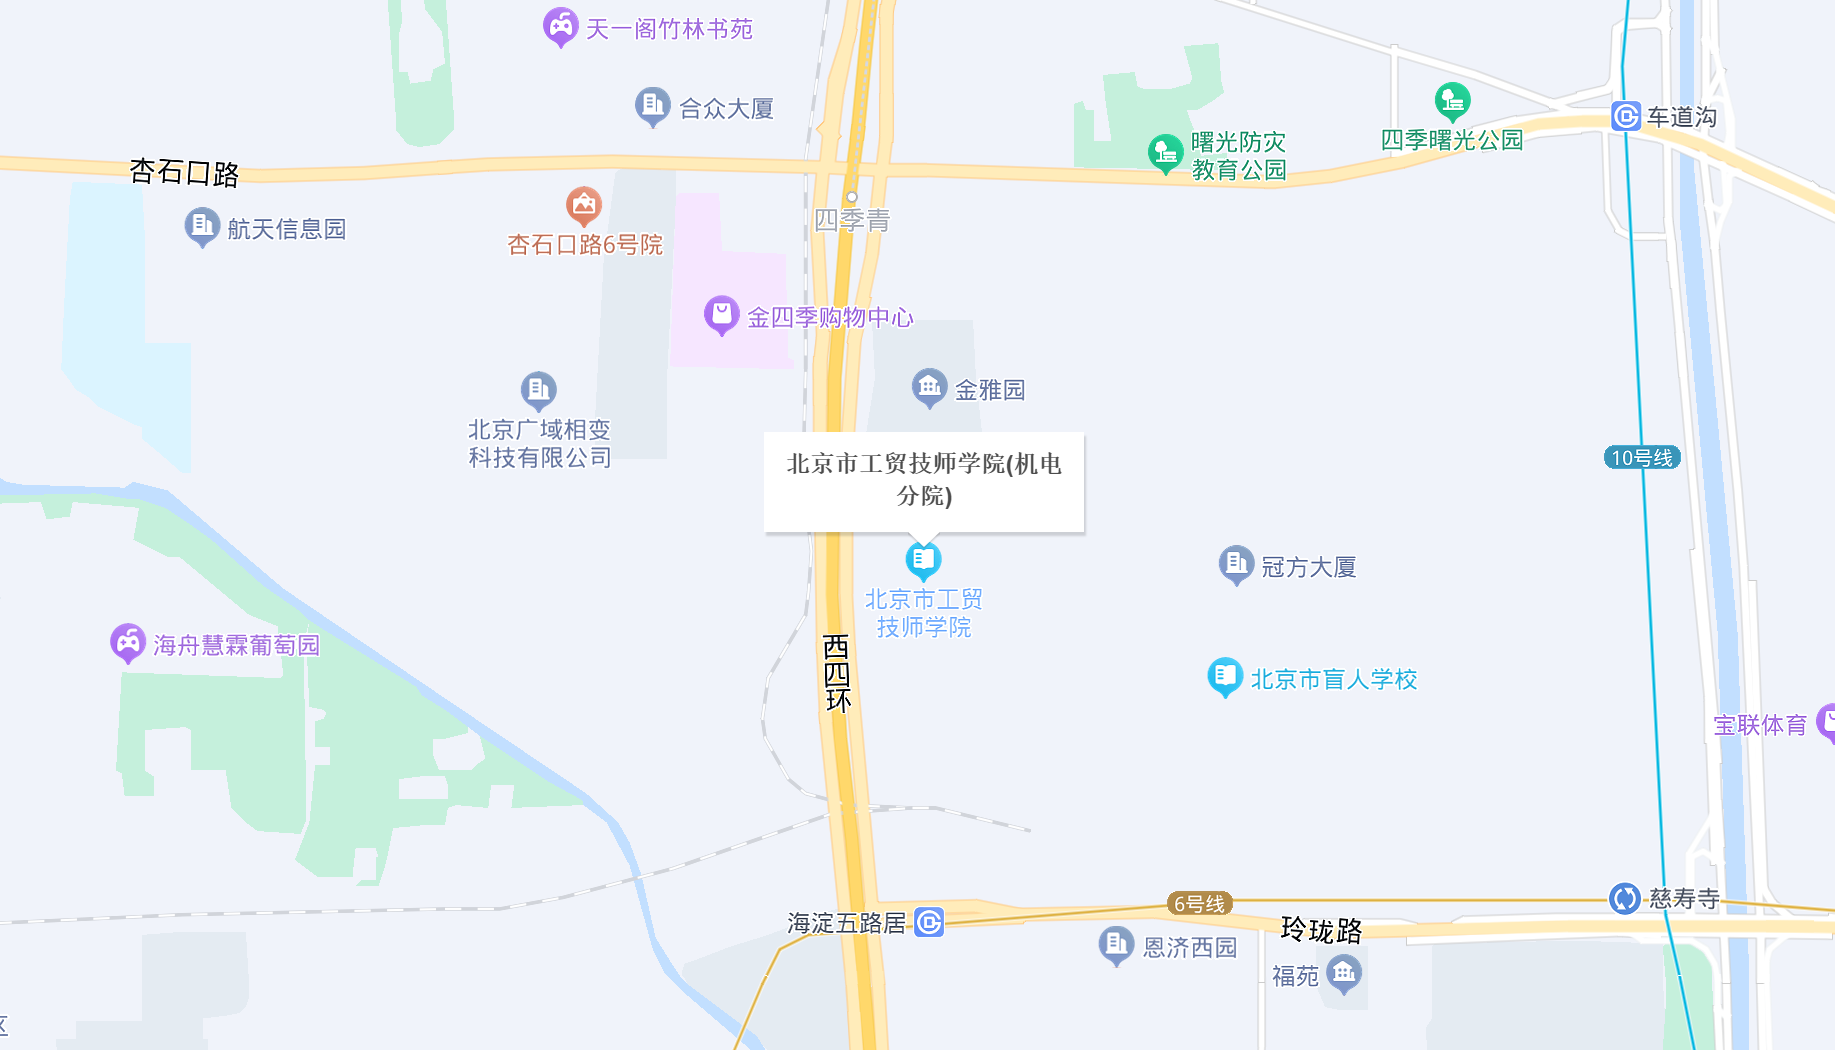 天一阁竹林书苑
合众大厦
车道沟
四季曙光公园
曙光防灾
教育公园
杏石口路
航天信息园
杏石口路6号院
四季青
金四季购物中心
金雅园
北京广域相变
科技有限公司
10号线
北京市工贸技师学院(机电
分院)
冠方大厦
北京市工贸
技师学院
海舟慧霖葡萄园
西四环
北京市盲人学校
宝联体育
慈寿寺
6号线
海淀五路居
玲珑路
恩济西园
福苑
区